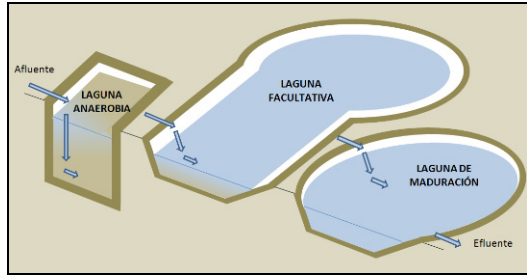 Afluente
LAGUNA
ANAEROBIA
LAGUNA
FACULTATIVA
LAGUNA DE
MADURACIÓN
Efluente